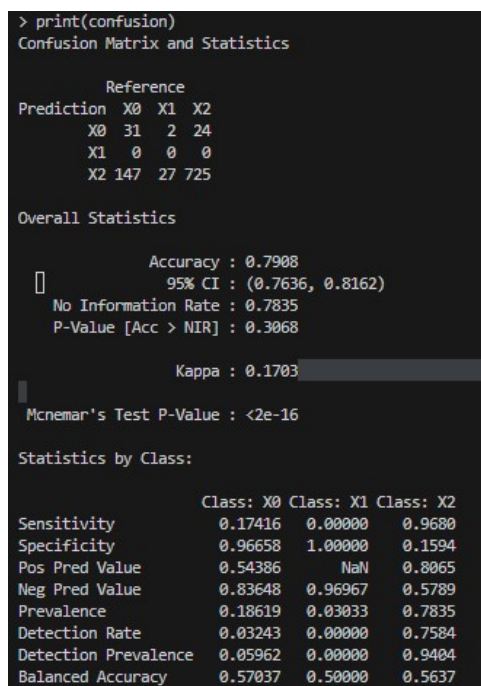 > print(confusion)
Confusion Matrix and Statistics
Reference
Prediction X0 X1 X2
X0 31 2 24
X1 0 0 0
X2 147 27 725
Overall Statistics
Accuracy : 0.7908
95% CI : (0.7636, 0.8162)
No Information Rate : 0.7835
P-Value [Acc > NIR] : 0.3068
Kappa : 0.1703
Mcnemar's Test P-Value : <2e-16
Statistics by Class:
Class: X0 Class: X1 Class: X2
Sensitivity 0.17416 0.00000 0.9680
Specificity 0.96658 1.00000 0.1594
Pos Pred Value 0.54386 NaN 0.8065
Neg Pred Value 0.83648 0.96967 0.5789
Prevalence 0.18619 0.03033 0.7835
Detection Rate 0.03243 0.00000 0.7584
Detection Prevalence 0.05962 0.00000 0.9404
Balanced Accuracy 0.57037 0.50000 0.5637